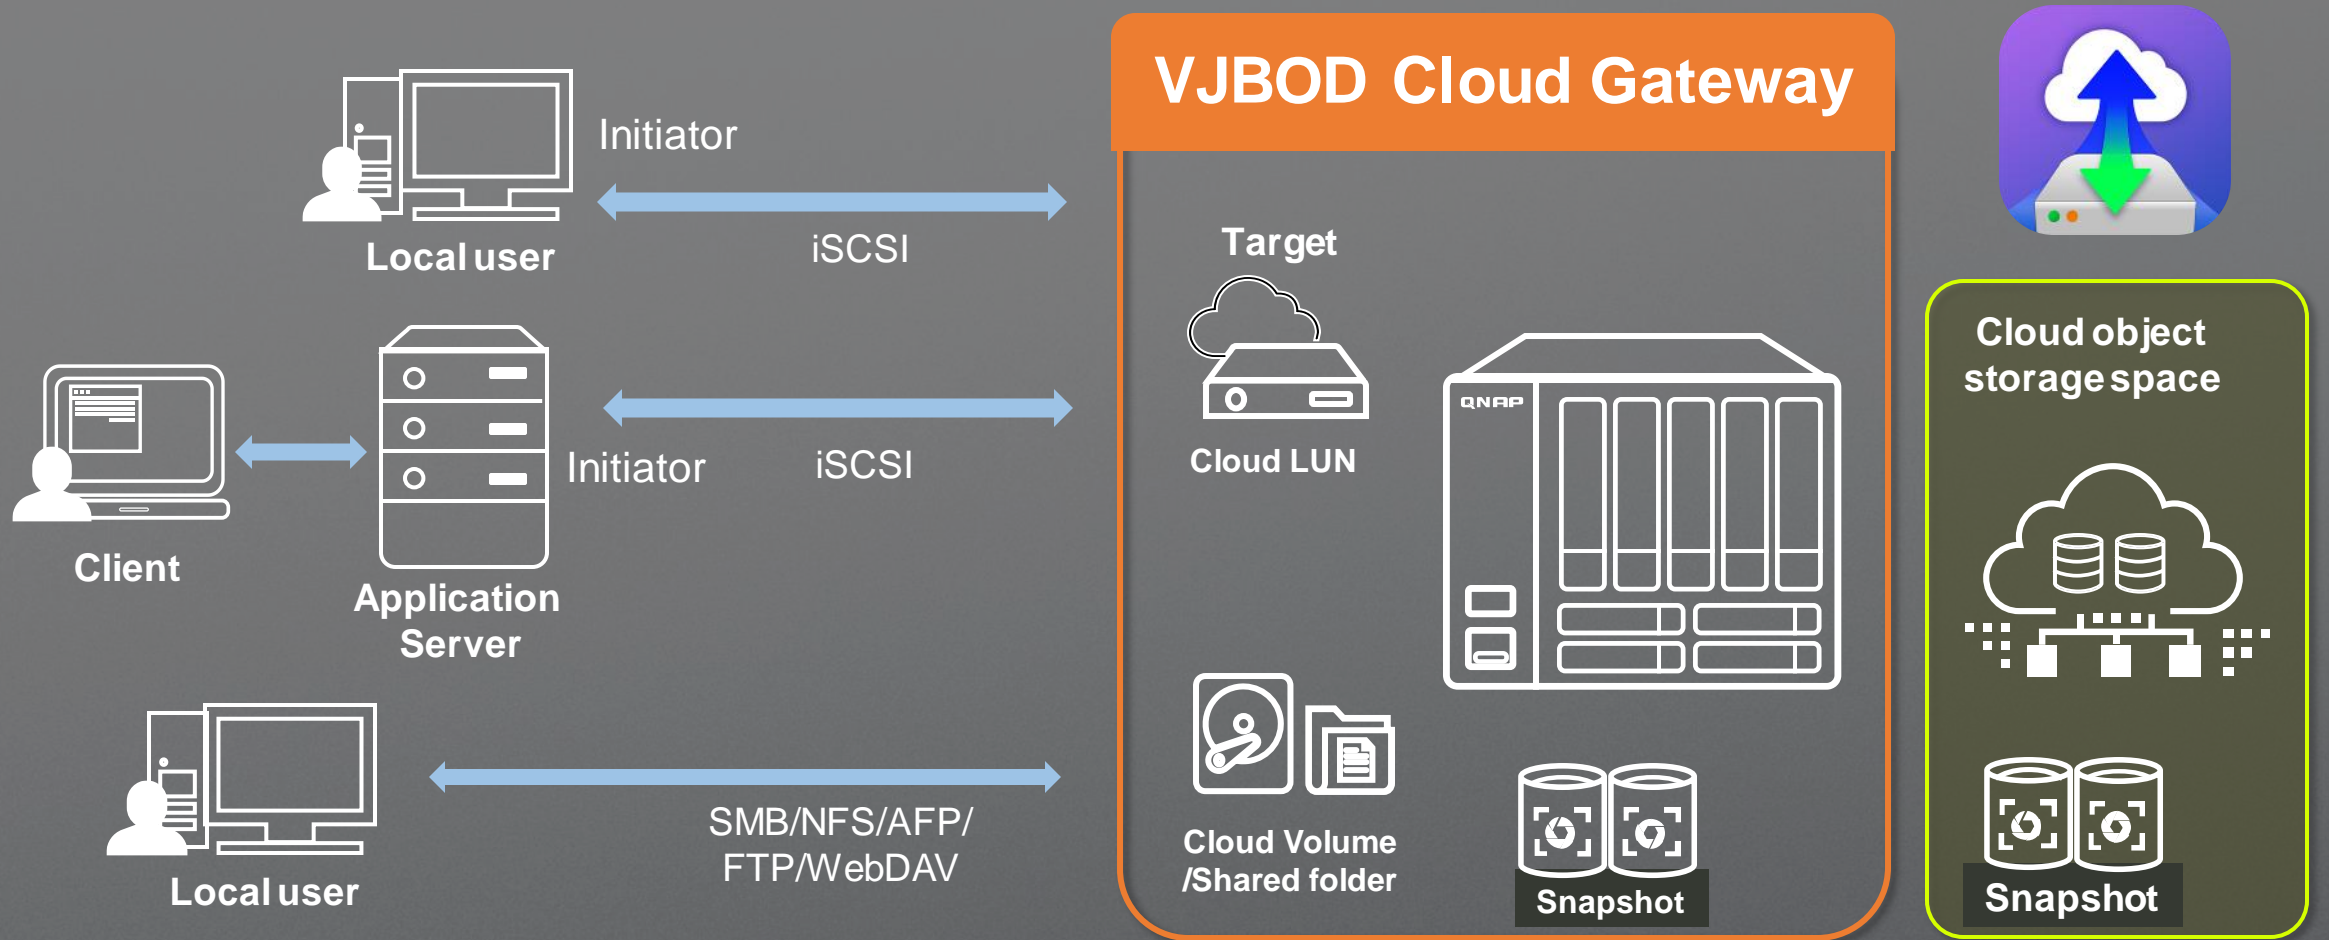 VJBOD Cloud Gateway
Initiator
Local user
iSCSI
Target
Cloud LUN
QNAP
Cloud object
storage space
Client
Application
Server
Initiator
iSCSI
Local user
SMB/NFS/AFP/
FTP/WebDAV
Cloud Volume
/Shared folder
Snapshot
Snapshot